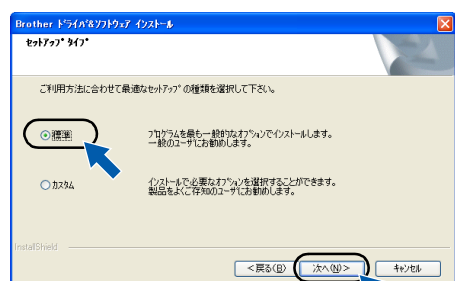 Brother ﾄﾞﾗｲﾊﾞ&ｿﾌﾄｳｪｱ ｲﾝｽﾄｰﾙ
ｾｯﾄｱｯﾌﾟ ﾀｲﾌﾟ
ご利用方法に合わせて最適なｾｯﾄｱｯﾌﾟの種類を選択して下さい。
標準
ﾌﾟﾛｸﾞﾗﾑを最も一般的なｵﾌﾟｼｮﾝでｲﾝｽﾄｰﾙします。
一般のﾕｰｻﾞにお勧めします。
ｶｽﾀﾑ
ｲﾝｽﾄｰﾙで必要なｵﾌﾟｼｮﾝを選択することができます。
製品をよくご存知のﾕｰｻﾞにお勧めします。
InstallShield
<戻る(B)
次へ(N)>
ｷｬﾝｾﾙ